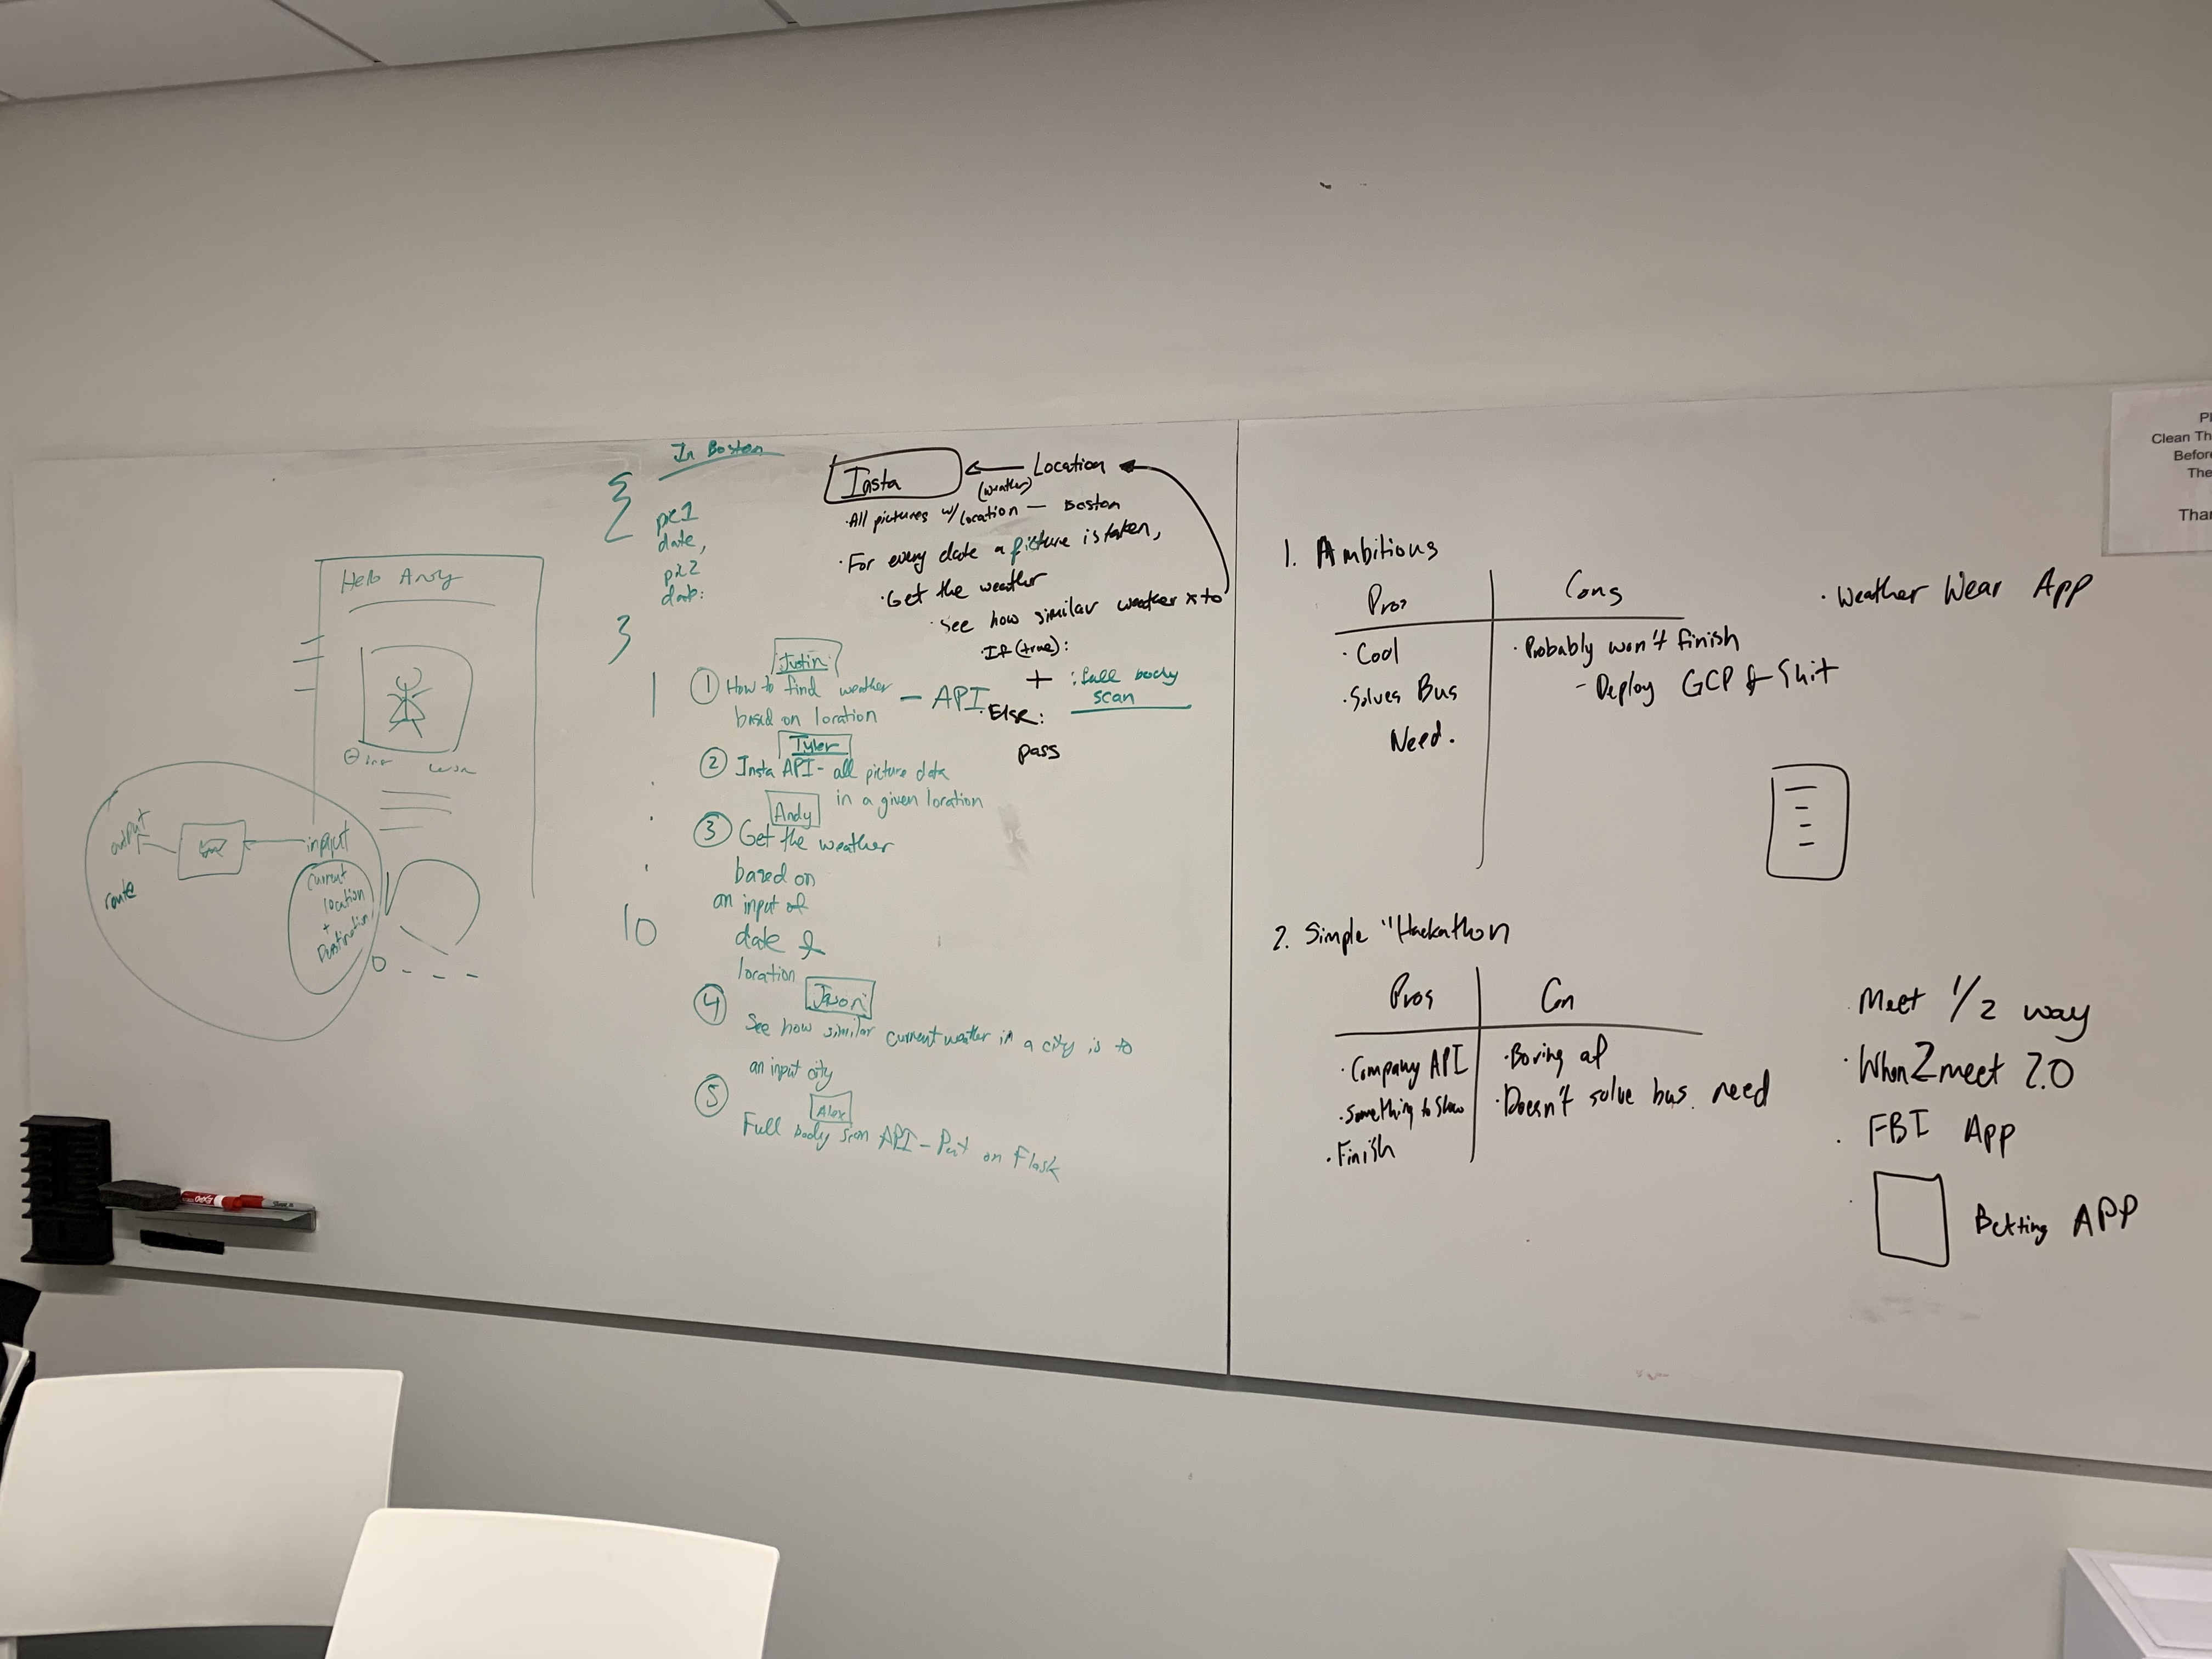 In Boston
{
pic1
date,
pic2
date:
}
Insta
Location
(weather)
· All pictures w/ location — Boston
· For every date a picture is taken,
· Get the weather
· See how similar weather is to
· If (true):
+ : full body
scan
Else:
pass
Hello Andy
output
input
route
Current
location
+
Destination
1
10
Justin
① How to find weather
based on location
— API
Tyler
② Insta API - all picture data
in a given location
Andy
③ Get the weather
based on
an input of
date &
location
Jason
④ See how similar current weather in a city is to
an input city
Alex
⑤ Full body scan API - Put on Flask
1. Ambitious
Pros
Cons
· Cool
· Solves Bus
Need.
· Probably won't finish
- Deploy GCP & Shit
· Weather Wear App
2. Simple "Hackathon
Pros
Con
· Company API
· Something to Show
· Finish
· Boring af
· Doesn't solve bus. need
· Meet 1/2 way
· When2meet 2.0
· FBI App
· Betting APP
Clean Th
Befor
The
Than